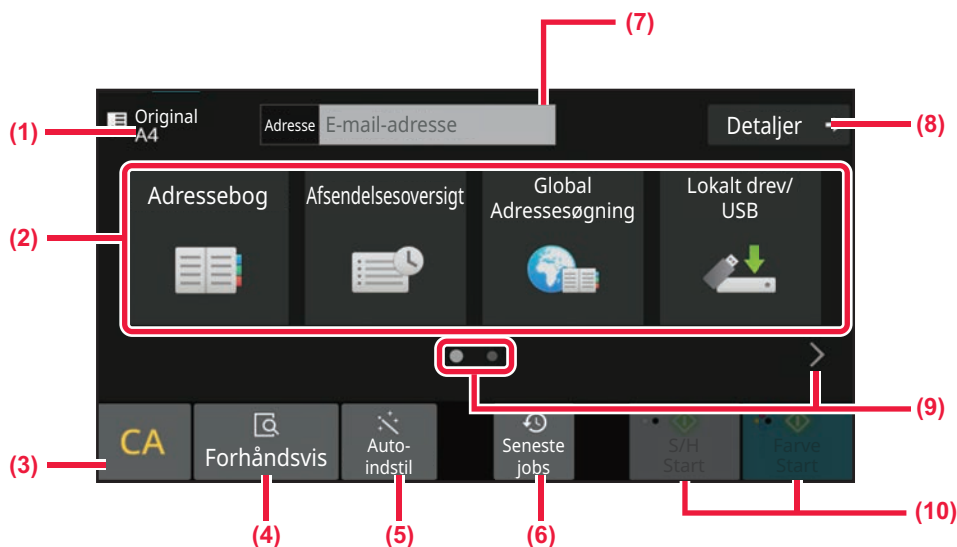 (7)
Original
A4
(1)
Adresse E-mail-adresse
Detaljer
(8)
(2)
Adressebog
Afsendelsesoversigt
Global
Adressesøgning
Lokalt drev/
USB
(9)
(3)
CA
Forhåndsvis
Auto-
indstil
Seneste
jobs
S/H
Start
Farve
Start
(4)
(5)
(6)
(10)